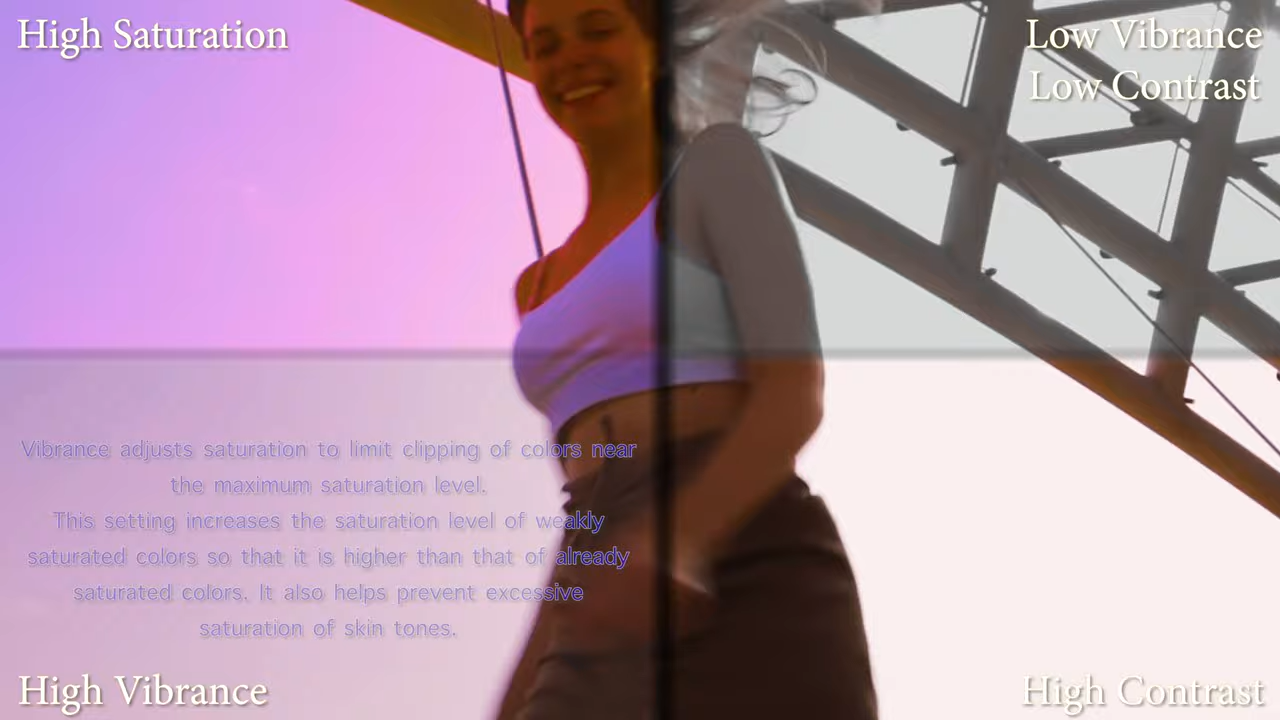 High Saturation
Low Vibrance
Low Contrast
Vibrance adjusts saturation to limit clipping of colors near
the maximum saturation level.
This setting increases the saturation level of weakly
saturated colors so that it is higher than that of already
saturated colors. It also helps prevent excessive
saturation of skin tones.
High Vibrance
High Contrast